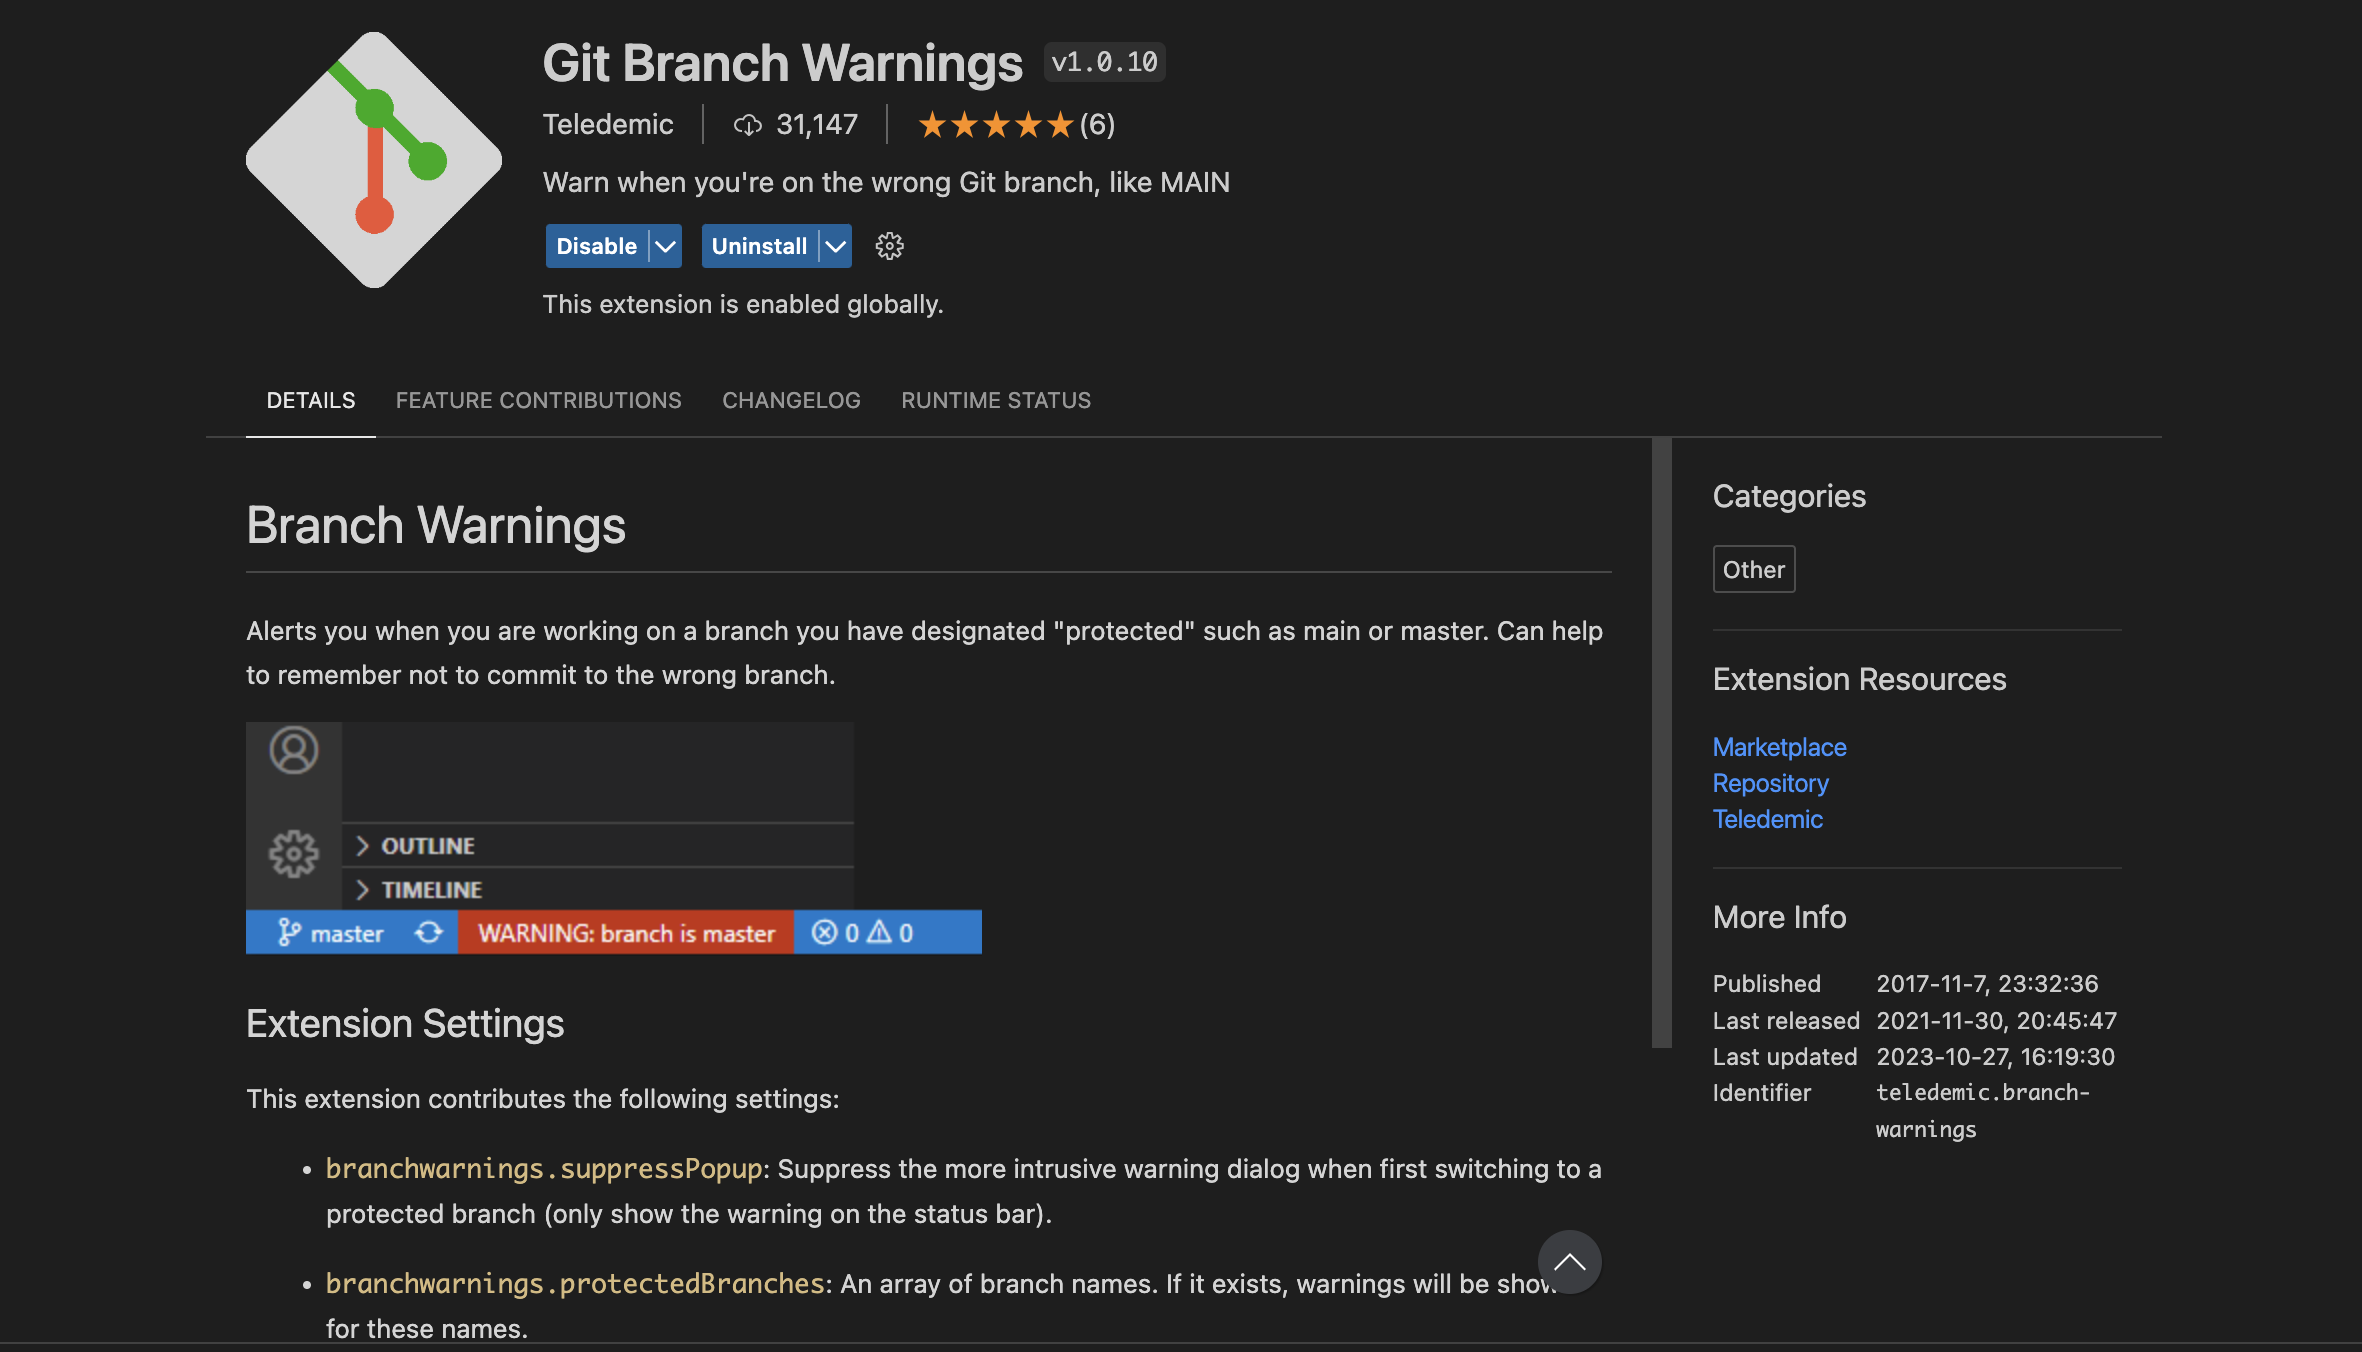 Git Branch Warnings v1.0.10
Teledemic 31,147 ★★★★★(6)
Warn when you're on the wrong Git branch, like MAIN
Disable Uninstall
This extension is enabled globally.
DETAILS FEATURE CONTRIBUTIONS CHANGELOG RUNTIME STATUS
Branch Warnings
Alerts you when you are working on a branch you have designated "protected" such as main or master. Can help
to remember not to commit to the wrong branch.
OUTLINE
TIMELINE
master WARNING: branch is master 0 0
Extension Settings
This extension contributes the following settings:
• branchwarnings.suppressPopup: Suppress the more intrusive warning dialog when first switching to a
protected branch (only show the warning on the status bar).
• branchwarnings.protectedBranches: An array of branch names. If it exists, warnings will be
for these names.
Categories
Other
Extension Resources
Marketplace
Repository
Teledemic
More Info
Published 2017-11-7, 23:32:36
Last released 2021-11-30, 20:45:47
Last updated 2023-10-27, 16:19:30
Identifier teledemic.branch-
warnings